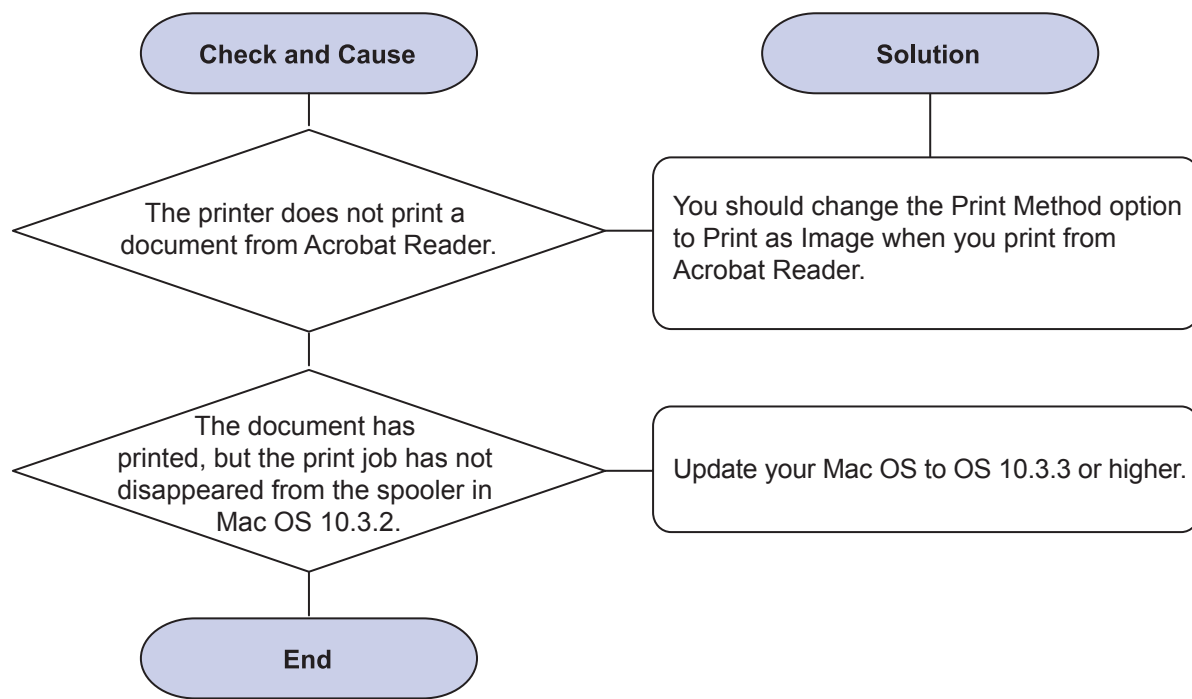 Check and Cause
Solution
The printer does not print a
document from Acrobat Reader.
You should change the Print Method option
to Print as Image when you print from
Acrobat Reader.
The document has
printed, but the print job has not
disappeared from the spooler in
Mac OS 10.3.2.
Update your Mac OS to OS 10.3.3 or higher.
End